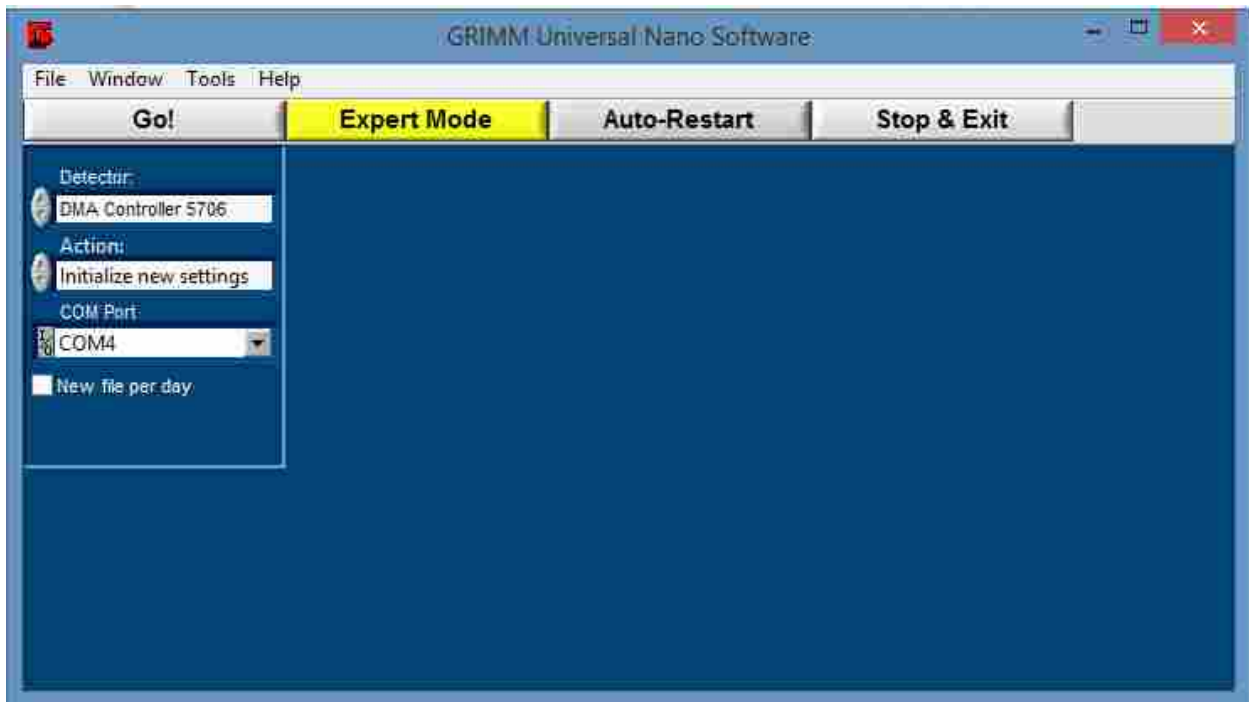 GRIMM Universal Nano Software
File Window Tools Help
Go! Expert Mode Auto-Restart Stop & Exit
Detector:
DMA Controller 5706
Action:
Initialize new settings
COM Port
COM4
New file per day